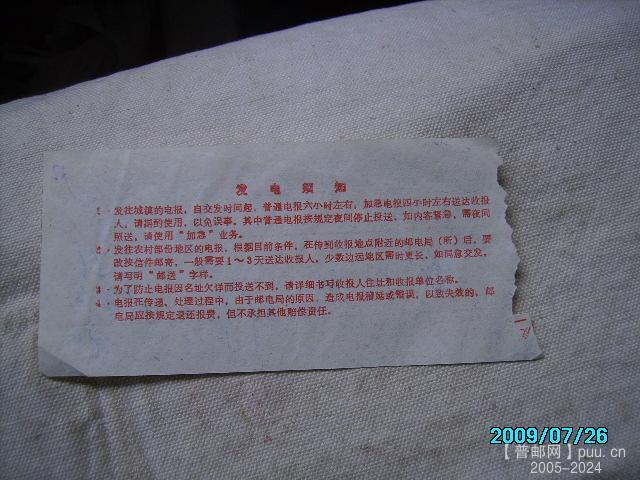 发电须知
1·发往城镇的电报，自交发时间起，普通电报六小时左右，加急电报四小时左右送达收报
人，请斟酌使用，以免误事。其中普通电报按规定夜间停止投送，如内容紧急，需夜间
照送，请使用“加急”业务。
2·发往农村部份地区的电报，根据目前条件，在传到收报地点附近的邮电局（所）后，要
改按信件邮寄，一般需要1～3天送达收报人，少数边远地区需时更长，如同意交发，
请写明“邮送”字样。
3·为了防止电报因名址欠详而投送不到，请详细书写收报人住址和收报单位名称。
4·电报在传递、处理过程中，由于邮电局的原因，造成电报稽延或错误，以致失效的，邮
电局应按规定退还报费，但不承担其他赔偿责任。
2009/07/26
【普邮网】puu.cn
2005-2024